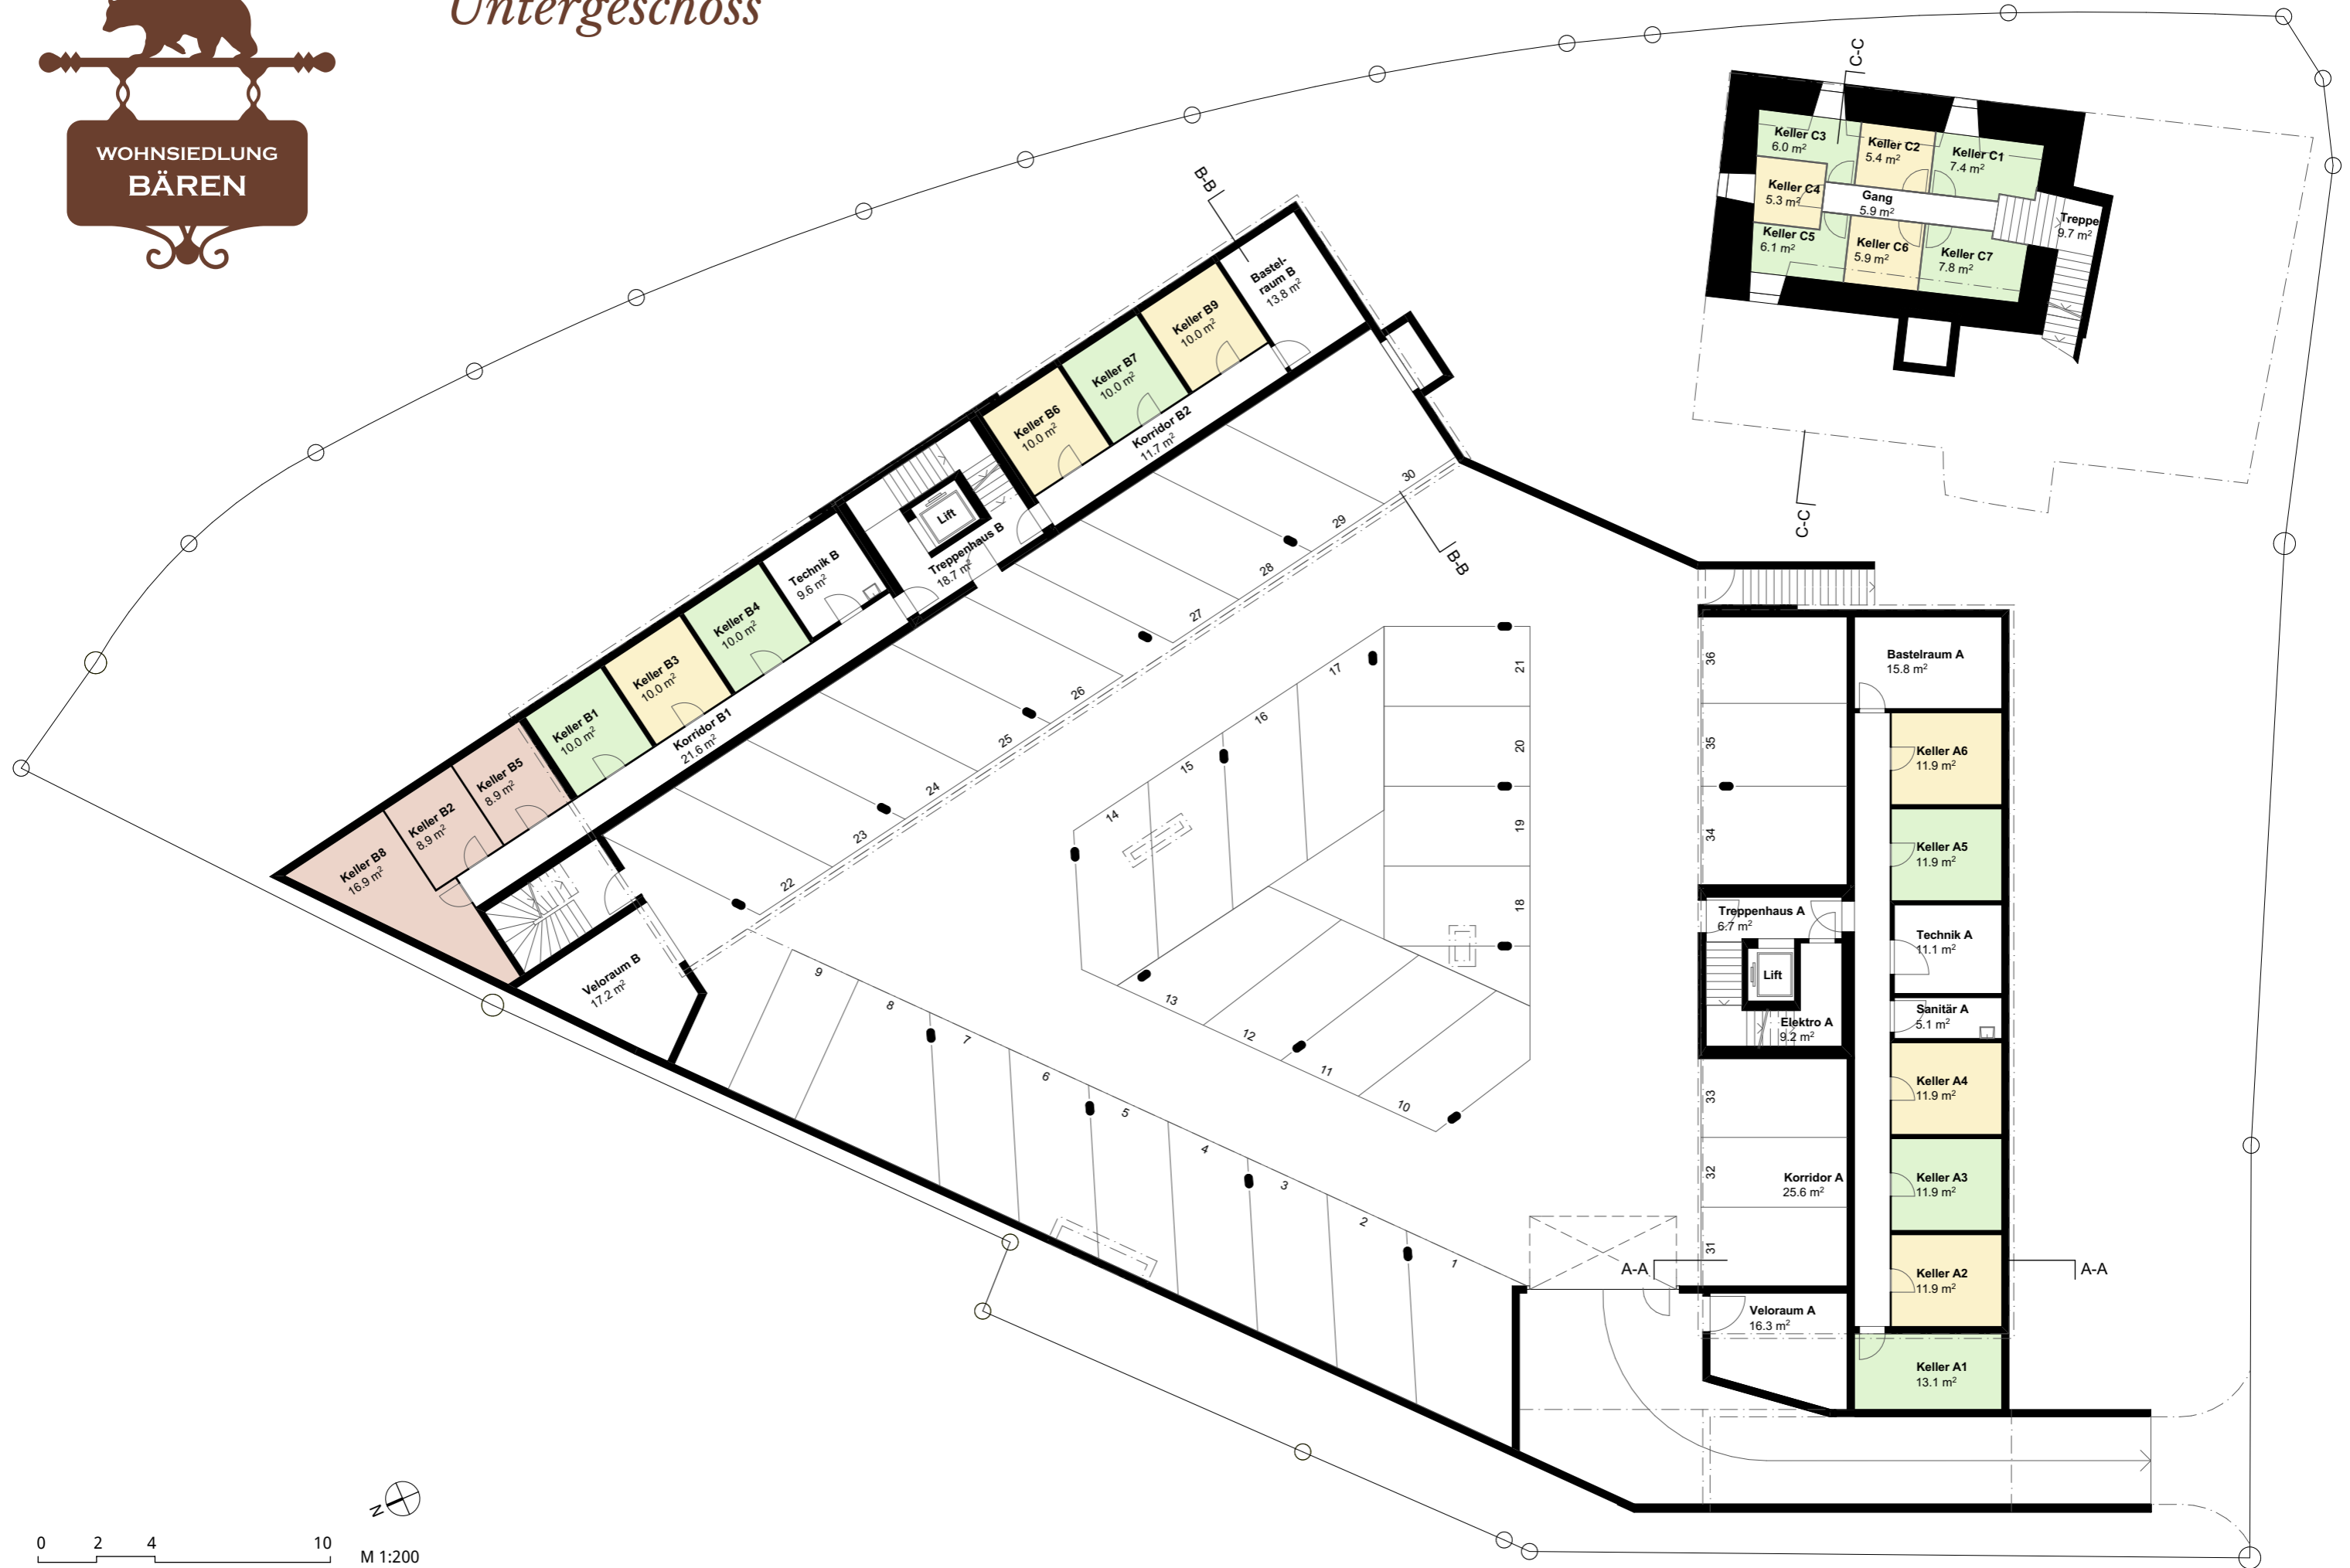 Untergeschoss
WOHNSIEDLUNG
BÄREN
C-C
Keller C3
6.0 m²
Keller C2
5.4 m²
Keller C1
7.4 m²
Keller C4
5.3 m²
Gang
5.9 m²
Treppe
9.7 m²
Keller C5
6.1 m²
Keller C6
5.9 m²
Keller C7
7.8 m²
C-C
B-B
Bastel-
raum B
13.8 m²
Keller B9
10.0 m²
Keller B7
10.0 m²
Keller B6
10.0 m²
Korridor B2
11.7 m²
Lift
Treppenhaus B
18.7 m²
Technik B
9.6 m²
Keller B4
10.0 m²
Keller B3
10.0 m²
Keller B1
10.0 m²
Korridor B1
21.6 m²
Keller B5
8.9 m²
Keller B2
8.9 m²
Keller B8
16.9 m²
Veloraum B
17.2 m²
B-B
30
29
28
27
26
25
24
23
22
21
20
19
18
17
16
15
14
13
12
11
10
9
8
7
6
5
4
3
2
1
36
35
34
33
32
31
Bastelraum A
15.8 m²
Keller A6
11.9 m²
Keller A5
11.9 m²
Treppenhaus A
6.7 m²
Technik A
11.1 m²
Lift
Sanitär A
5.1 m²
Elektro A
9.2 m²
Keller A4
11.9 m²
Korridor A
25.6 m²
Keller A3
11.9 m²
A-A
Keller A2
11.9 m²
A-A
Veloraum A
16.3 m²
Keller A1
13.1 m²
N
0 2 4 10
M 1:200